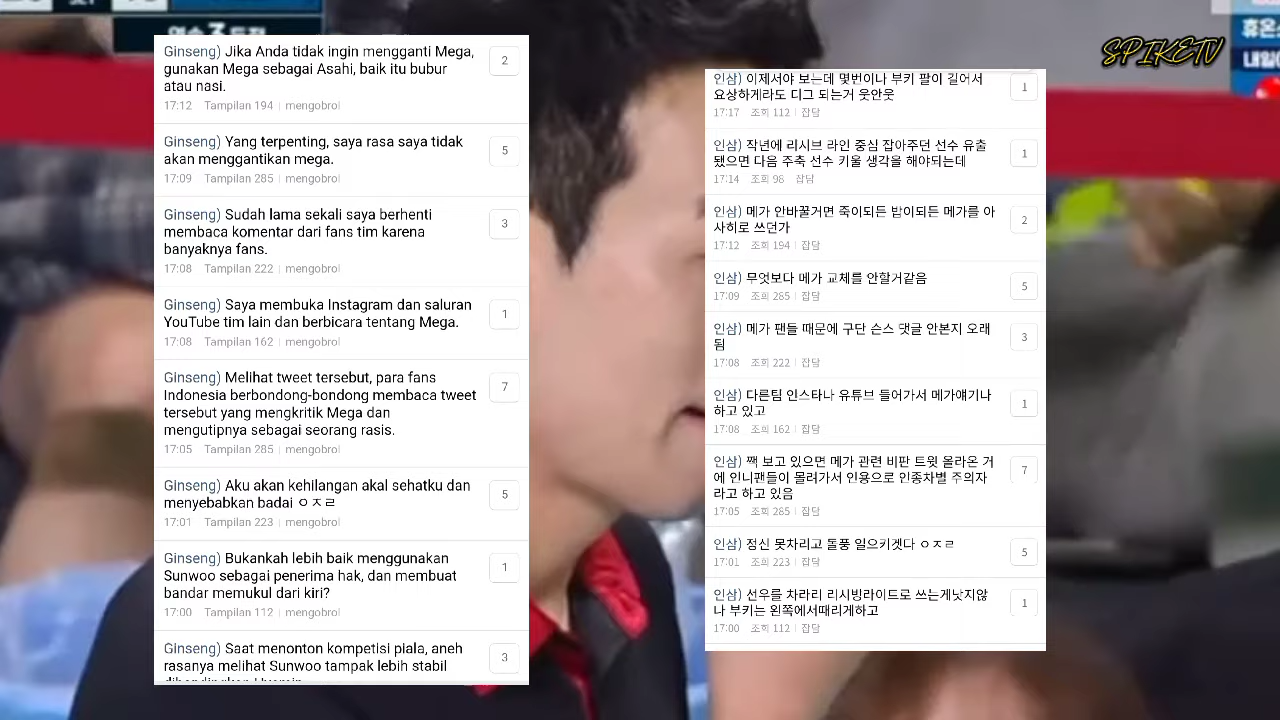 연속 3 득점
SPIKETV
휴온스
내일(
Ginseng) Jika Anda tidak ingin mengganti Mega,
gunakan Mega sebagai Asahi, baik itu bubur
atau nasi.
2
17:12 Tampilan 194 | mengobrol
Ginseng) Yang terpenting, saya rasa saya tidak
akan menggantikan mega.
5
17:09 Tampilan 285 | mengobrol
Ginseng) Sudah lama sekali saya berhenti
membaca komentar dari fans tim karena
banyaknya fans.
3
17:08 Tampilan 222 | mengobrol
Ginseng) Saya membuka Instagram dan saluran
YouTube tim lain dan berbicara tentang Mega.
1
17:08 Tampilan 162 | mengobrol
Ginseng) Melihat tweet tersebut, para fans
Indonesia berbondong-bondong membaca tweet
tersebut yang mengkritik Mega dan
mengutipnya sebagai seorang rasis.
7
17:05 Tampilan 285 | mengobrol
Ginseng) Aku akan kehilangan akal sehatku dan
menyebabkan badai ㅇㅈㄹ
5
17:01 Tampilan 223 | mengobrol
Ginseng) Bukankah lebih baik menggunakan
Sunwoo sebagai penerima hak, dan membuat
bandar memukul dari kiri?
1
17:00 Tampilan 112 | mengobrol
Ginseng) Saat menonton kompetisi piala, aneh
rasanya melihat Sunwoo tampak lebih stabil
3
인삼) 이제서야 보는데 몇번이나 부키 팔이 길어서
요상하게라도 디그 되는거 웃안웃
1
17:17 조회 112 | 잡담
인삼) 작년에 리시브 라인 중심 잡아주던 선수 유출
됐으면 다음 주축 선수 키울 생각을 해야되는데
1
17:14 조회 98 잡담
인삼) 메가 안바꿀거면 죽이되든 밥이되든 메가를 아
사히로 쓰던가
2
17:12 조회 194 | 잡담
인삼) 무엇보다 메가 교체를 안할거같음
5
17:09 조회 285 | 잡담
인삼) 메가 팬들 때문에 구단 슨스 댓글 안본지 오래
됨
3
17:08 조회 222 | 잡담
인삼) 다른팀 인스타나 유튜브 들어가서 메가얘기나
하고 있고
1
17:08 조회 162 | 잡담
인삼) 짹 보고 있으면 메가 관련 비판 트윗 올라온 거
에 인니팬들이 몰려가서 인용으로 인종차별 주의자
라고 하고 있음
7
17:05 조회 285 | 잡담
인삼) 정신 못차리고 돌풍 일으키겟다 ㅇㅈㄹ
5
17:01 조회 223 | 잡담
인삼) 선우를 차라리 리시빙라이트로 쓰는게낫지않
나 부키는 왼쪽에서때리게하고
1
17:00 조회 112 | 잡담